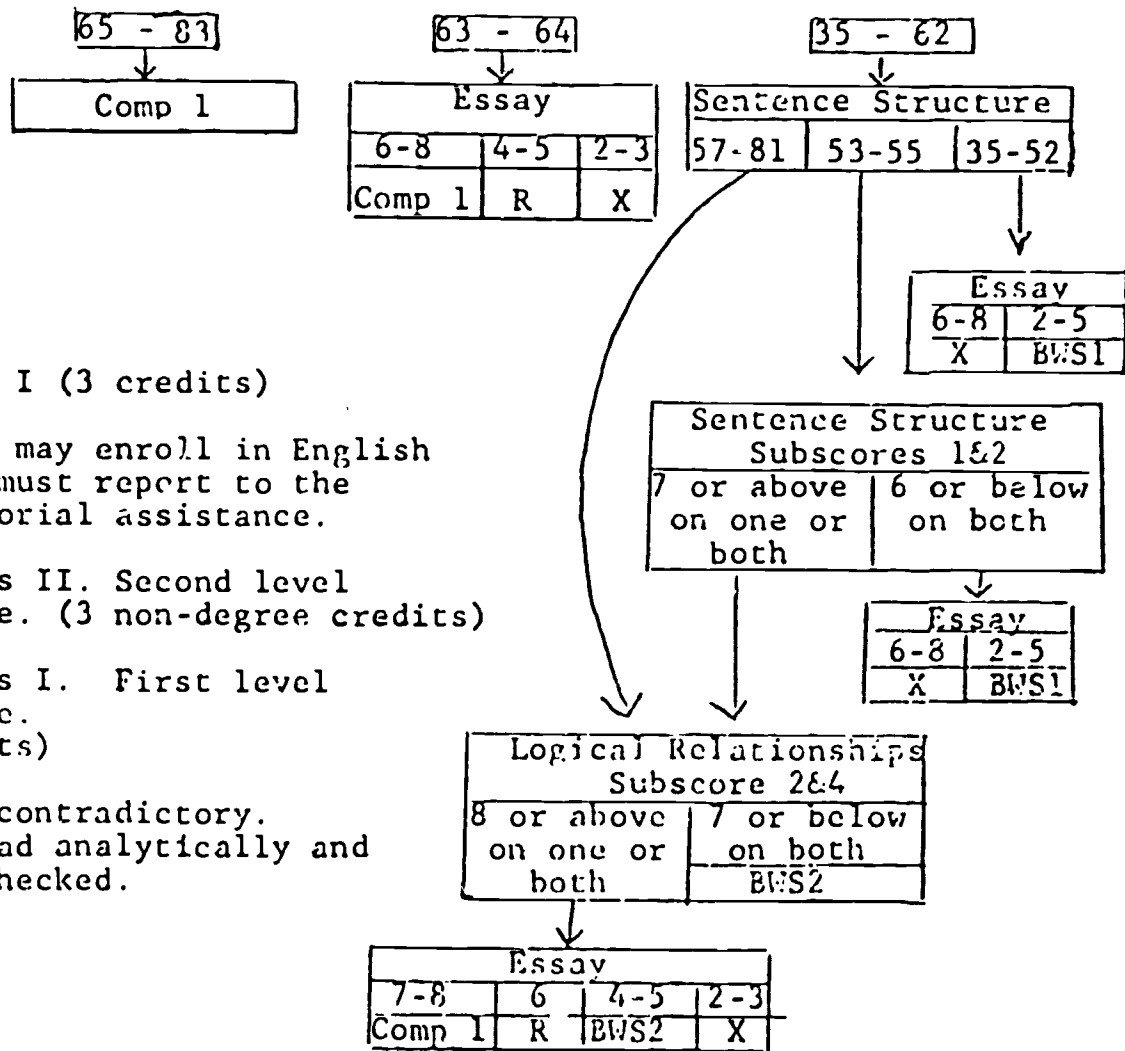 65 - 83
63 - 64
35 - 62
Comp 1
Essay
6-8 4-5 2-3
Comp 1 R X
Sentence Structure
57-81 53-55 35-52
Essay
6-8 2-5
X BWS1
I (3 credits)
may enroll in English
must report to the
orial assistance.
s II. Second level
e. (3 non-degree credits)
s I. First level
e.
ts)
contradictory.
ad analytically and
hecked.
Sentence Structure
Subscores 1&2
7 or above
on one or
both
6 or below
on both
Essay
6-8 2-5
X BWS1
Logical Relationships
Subscore 2&4
8 or above
on one or
both
7 or below
on both
BWS2
Essay
7-8 6 4-5 2-3
Comp 1 R BWS2 X